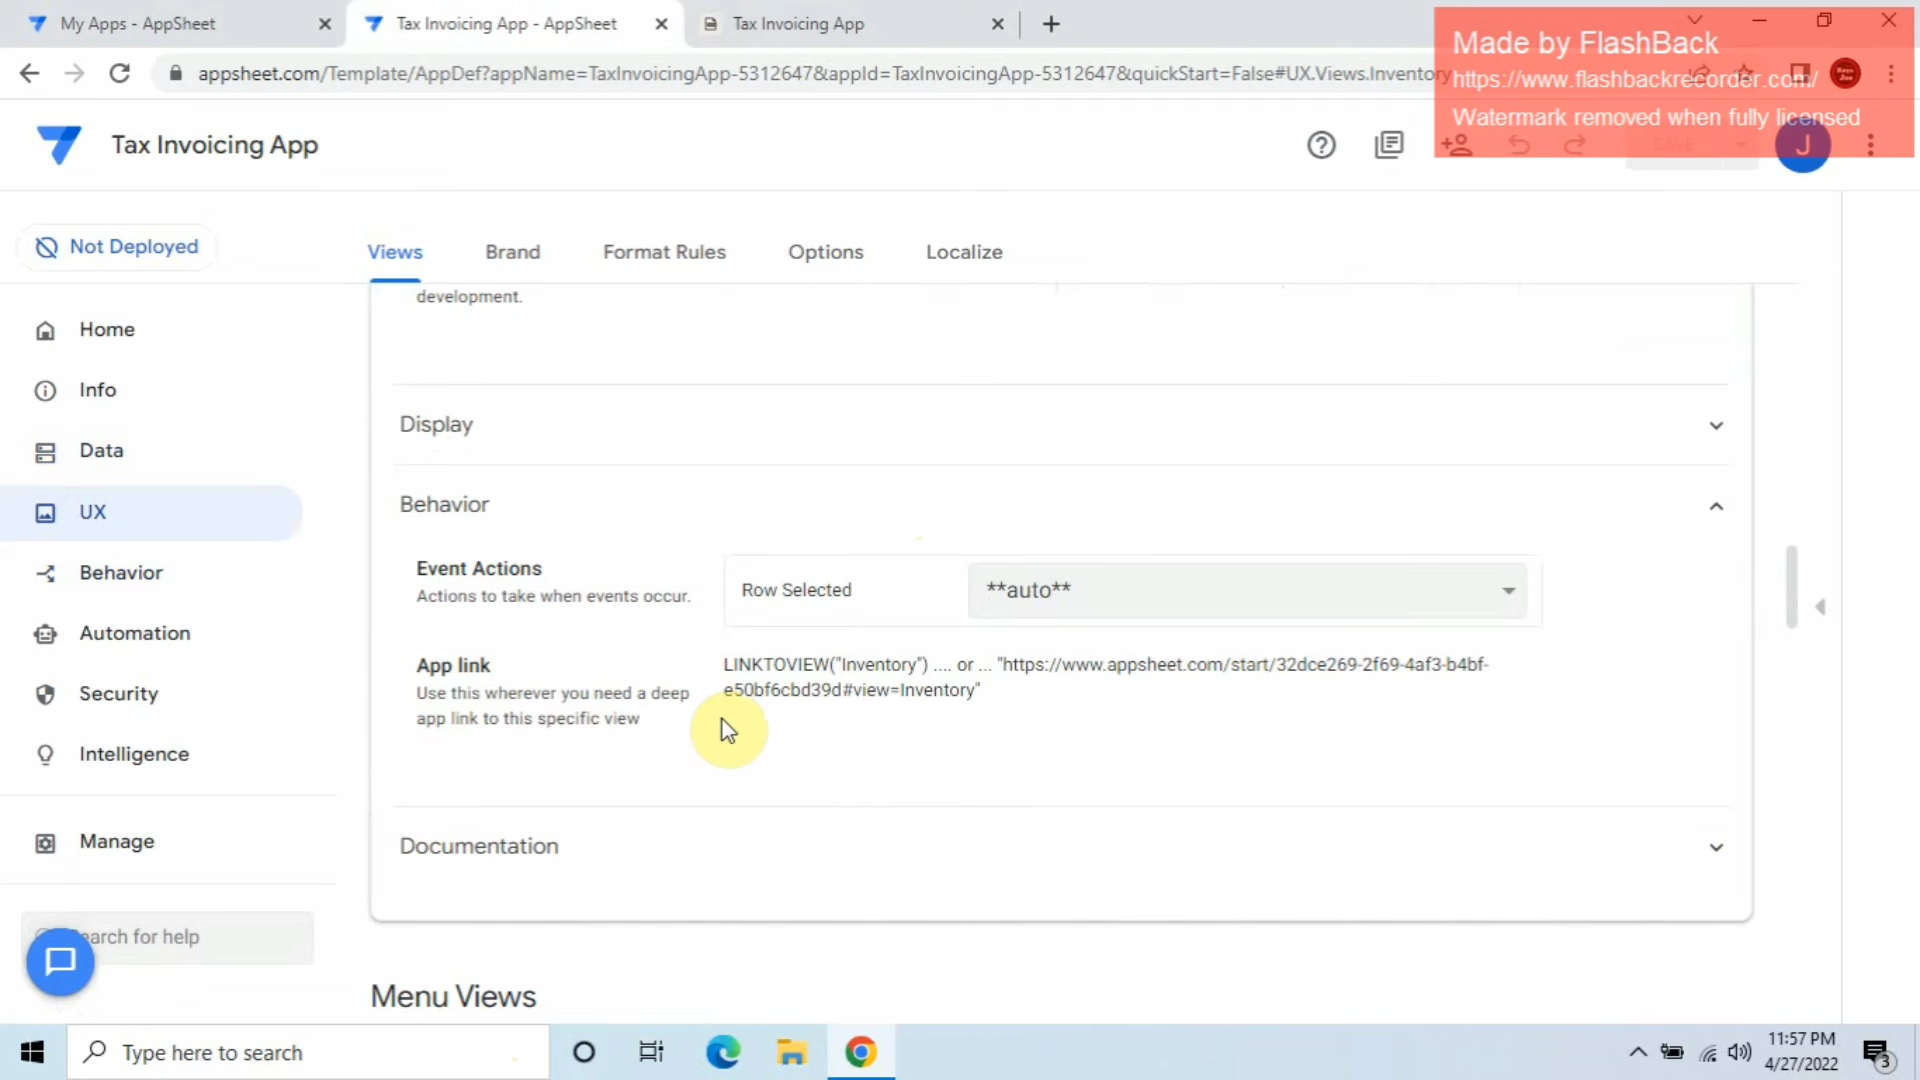 My Apps - AppSheet
Tax Invoicing App - AppSheet
Tax Invoicing App
Made by FlashBack
appsheet.com/Template/AppDef?appName=TaxInvoicingApp-5312647&appId=TaxInvoicingApp-5312647&quickStart=False#UX.Views.Inventory
https://www.flashbackrecorder.com/
Watermark removed when fully licensed
Tax Invoicing App
SAVE
J
Not Deployed
Views
Brand
Format Rules
Options
Localize
development.
Home
Info
Data
UX
Behavior
Automation
Security
Intelligence
Manage
Display
Behavior
Event Actions
Actions to take when events occur.
Row Selected
**auto**
App link
Use this wherever you need a deep
app link to this specific view
LINKTOVIEW("Inventory") .... or ... "https://www.appsheet.com/start/32dce269-2f69-4af3-b4bf-
e50bf6cbd39d#view=Inventory"
Documentation
earch for help
Menu Views
Type here to search
11:57 PM
4/27/2022
3